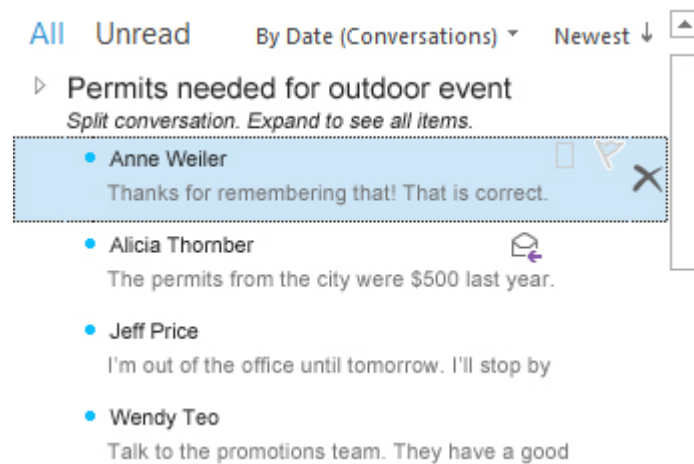 All Unread By Date (Conversations) Newest ↓
Permits needed for outdoor event
Split conversation. Expand to see all items.
Anne Weiler
Thanks for remembering that! That is correct.
Alicia Thornber
The permits from the city were $500 last year.
Jeff Price
I'm out of the office until tomorrow. I'll stop by
Wendy Teo
Talk to the promotions team. They have a good